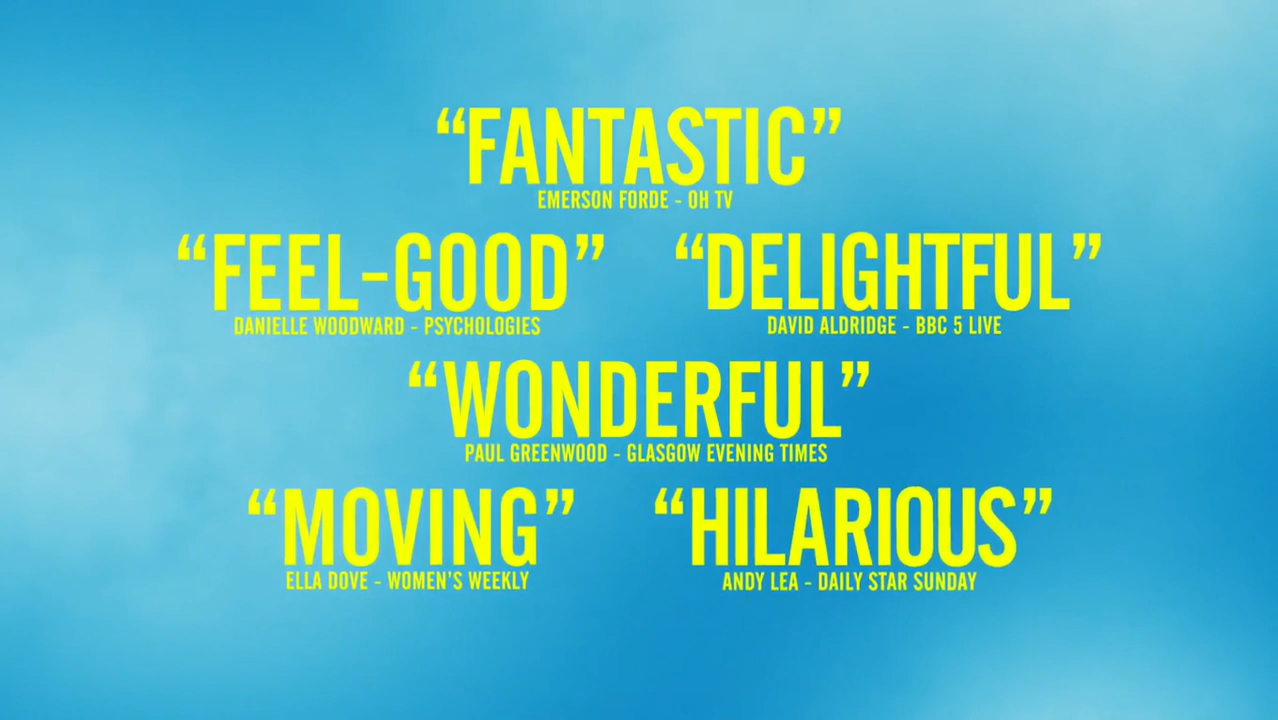 “FANTASTIC”
EMERSON FORDE - OH TV
“FEEL-GOOD” “DELIGHTFUL”
DANIELLE WOODWARD - PSYCHOLOGIES DAVID ALDRIDGE - BBC 5 LIVE
“WONDERFUL”
PAUL GREENWOOD - GLASGOW EVENING TIMES
“MOVING” “HILARIOUS”
ELLA DOVE - WOMEN’S WEEKLY ANDY LEA - DAILY STAR SUNDAY